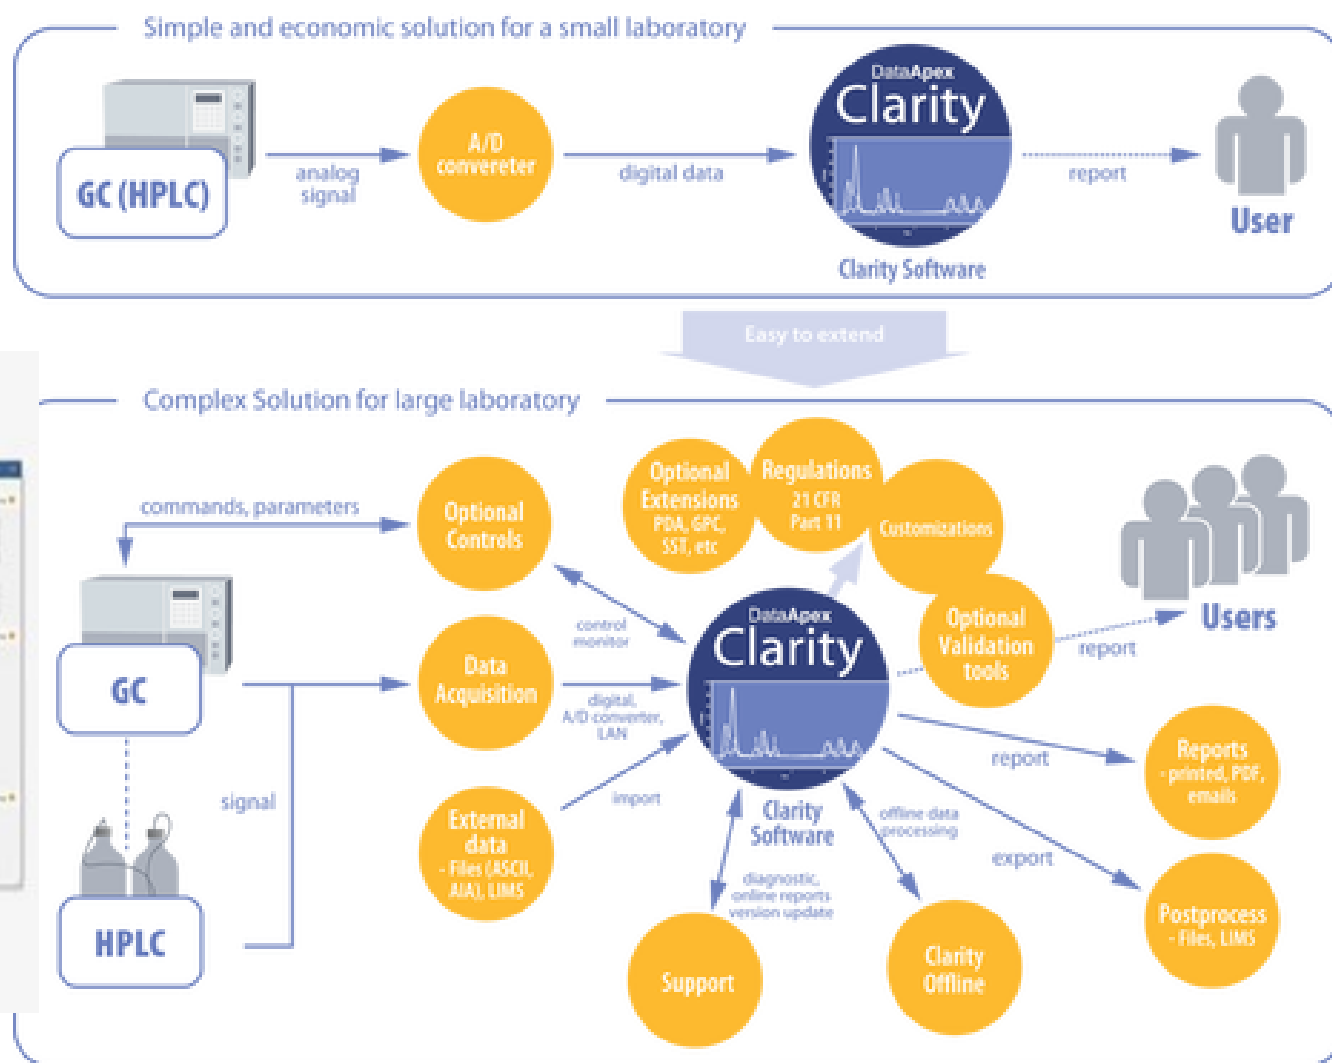 Simple and economic solution for a small laboratory
GC (HPLC)
analog
signal
A/D
convereter
digital data
DataApex
Clarity
Clarity Software
report
User
Easy to extend
Complex Solution for large laboratory
commands, parameters
Optional
Controls
Optional
Extensions
PDA, GPC,
SST, etc
Regulations
21 CFR
Part 11
Customizations
Optional
Validation
tools
report
Users
control
monitor
GC
Data
Acquisition
digital,
A/D converter,
LAN
DataApex
Clarity
Clarity
Software
signal
External
data
- Files (ASCII,
AIA), LIMS
import
HPLC
diagnostic,
online reports
version update
Support
offline data
processing
Clarity
Offline
report
Reports
- printed, PDF,
emails
export
Postprocess
- Files, LIMS